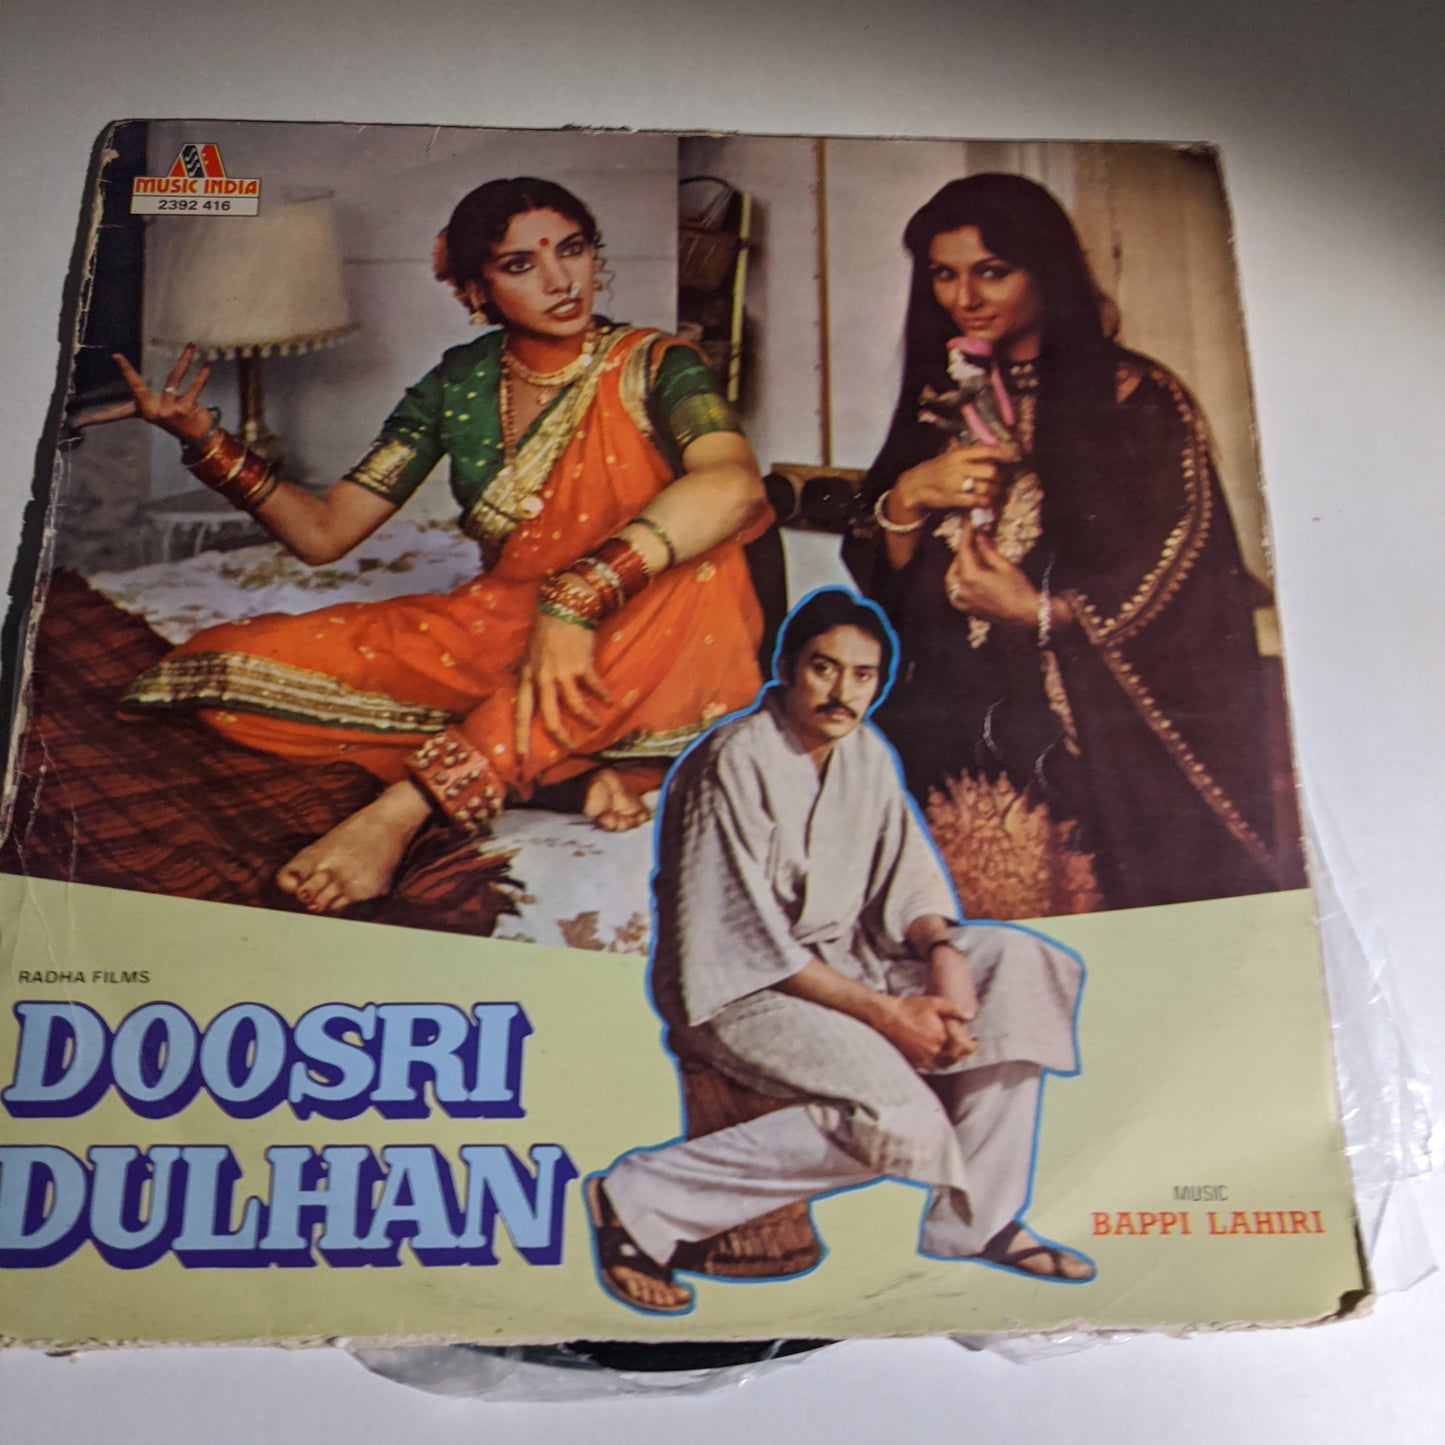 MUSIC INDIA
2392 416
RADHA FILMS
DOOSRI
DULHAN
MUSIC
BAPPI LAHIRI